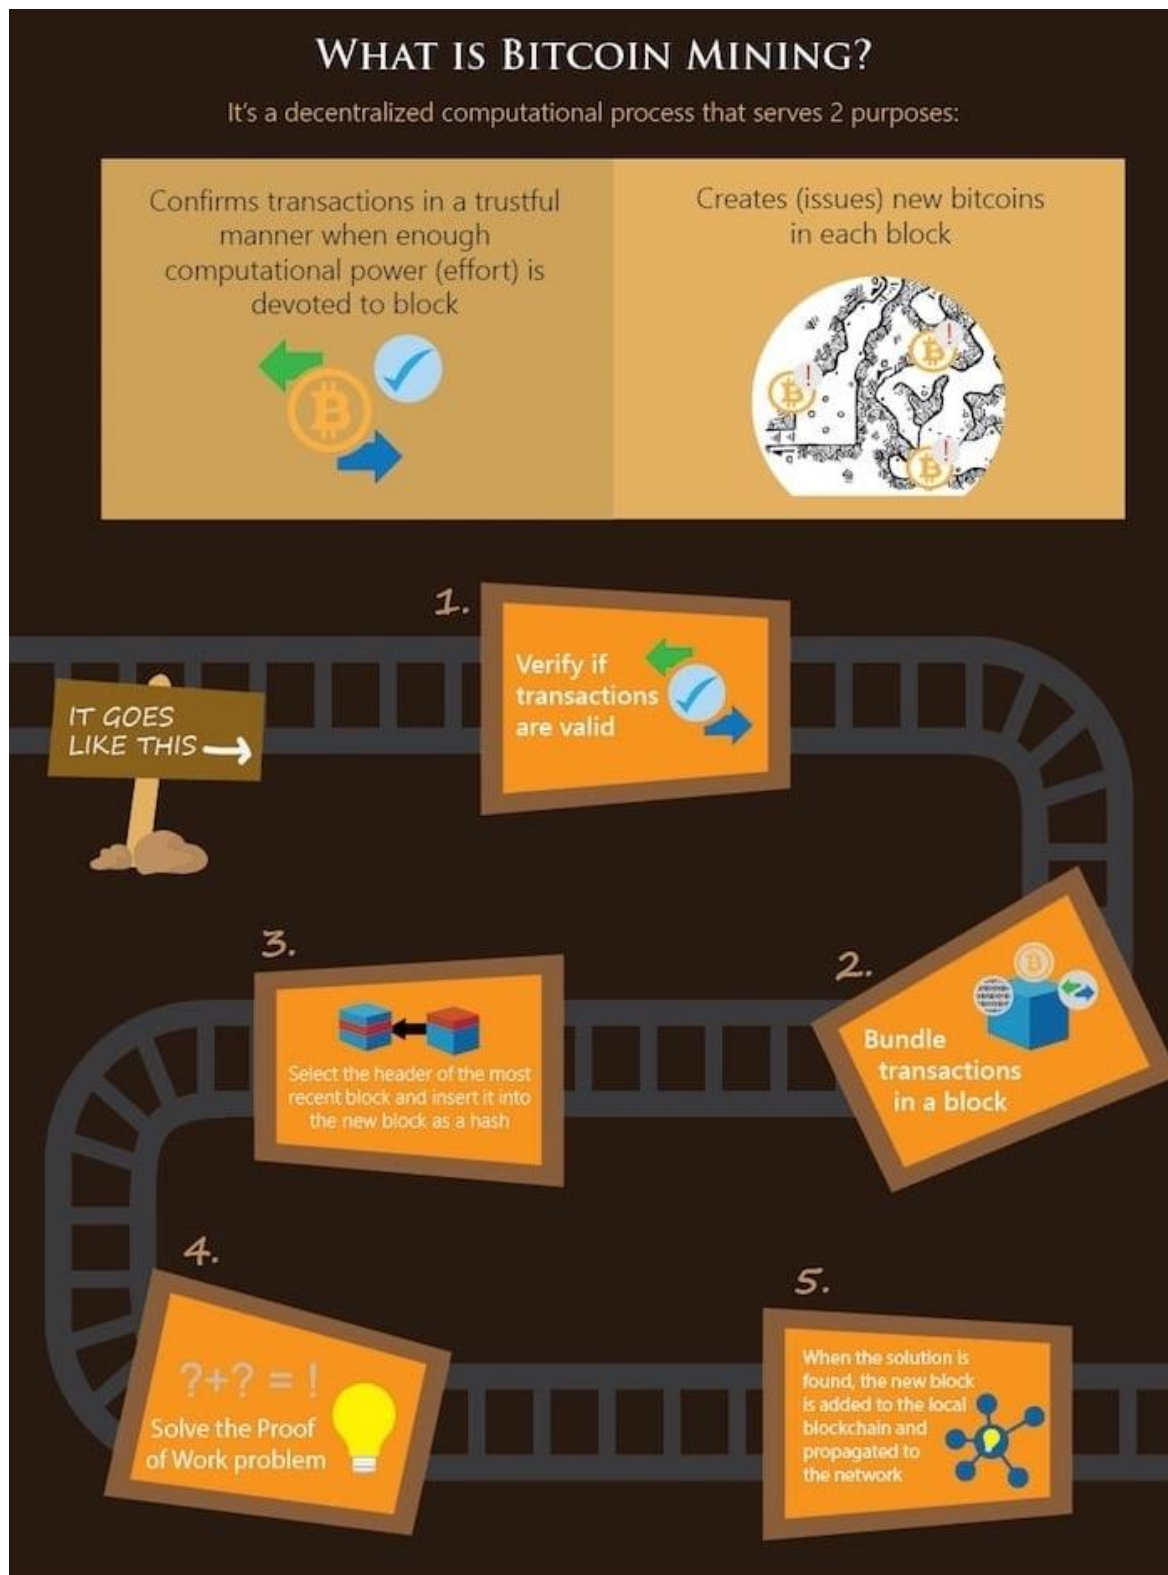 WHAT IS BITCOIN MINING?
It's a decentralized computational process that serves 2 purposes:
Confirms transactions in a trustful
manner when enough
computational power (effort) is
devoted to block
Creates (issues) new bitcoins
in each block
IT GOES
LIKE THIS
1.
Verify if
transactions
are valid
2.
Bundle
transactions
in a block
3.
Select the header of the most
recent block and insert it into
the new block as a hash
4.
?+? = !
Solve the Proof
of Work problem
5.
When the solution is
found, the new block
is added to the local
blockchain and
propagated to
the network